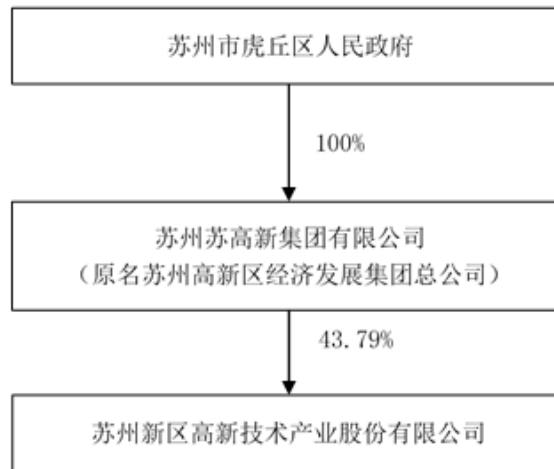 苏州市虎丘区人民政府
100%
苏州苏高新集团有限公司
（原名苏州高新区经济发展集团总公司）
43.79%
苏州新区高新技术产业股份有限公司